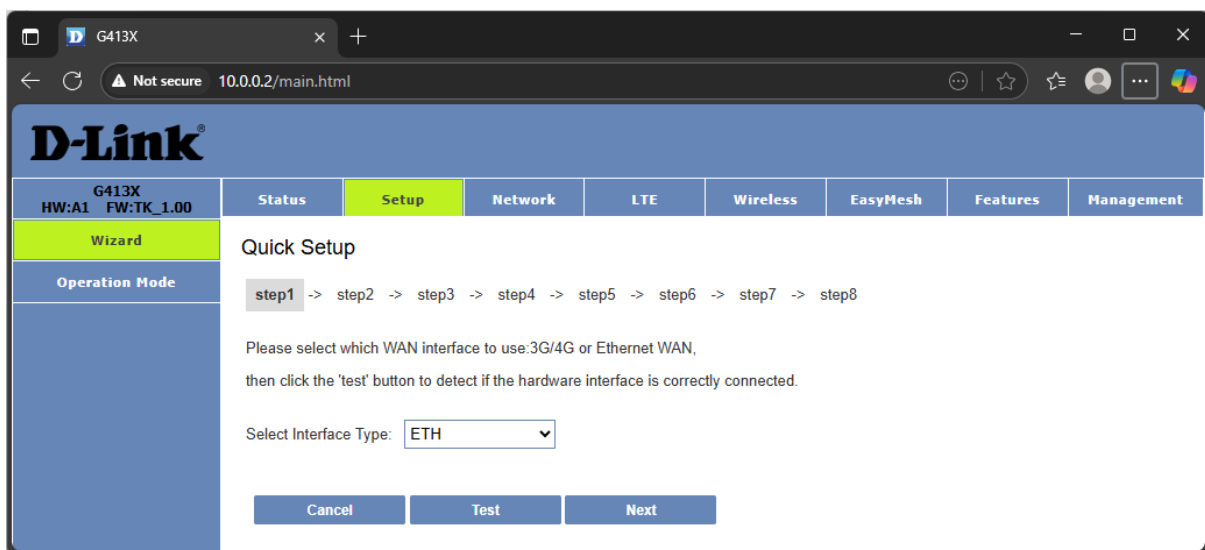 G413X
Not secure 10.0.0.2/main.html
D-Link®
G413X
HW:A1 FW:TK_1.00
Status Setup Network LTE Wireless EasyMesh Features Management
Wizard
Operation Mode
Quick Setup
step1 -> step2 -> step3 -> step4 -> step5 -> step6 -> step7 -> step8
Please select which WAN interface to use:3G/4G or Ethernet WAN,
then click the 'test' button to detect if the hardware interface is correctly connected.
Select Interface Type: ETH
Cancel Test Next